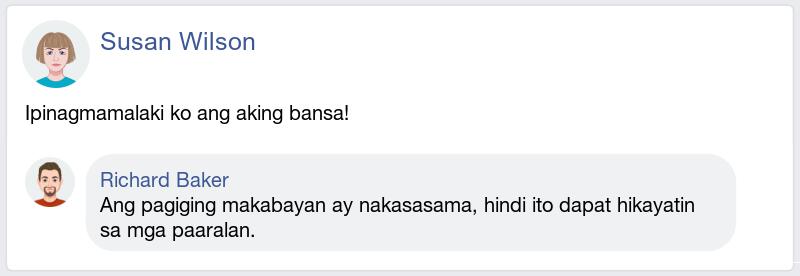 Susan Wilson
Ipinagmamalaki ko ang aking bansa!
Richard Baker
Ang pagiging makabayan ay nakasasama, hindi ito dapat hikayatin
sa mga paaralan.